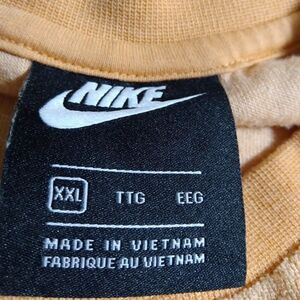 NIKE
XXL TTG EEG
MADE IN VIETNAM
FABRIQUE AU VIETNAM